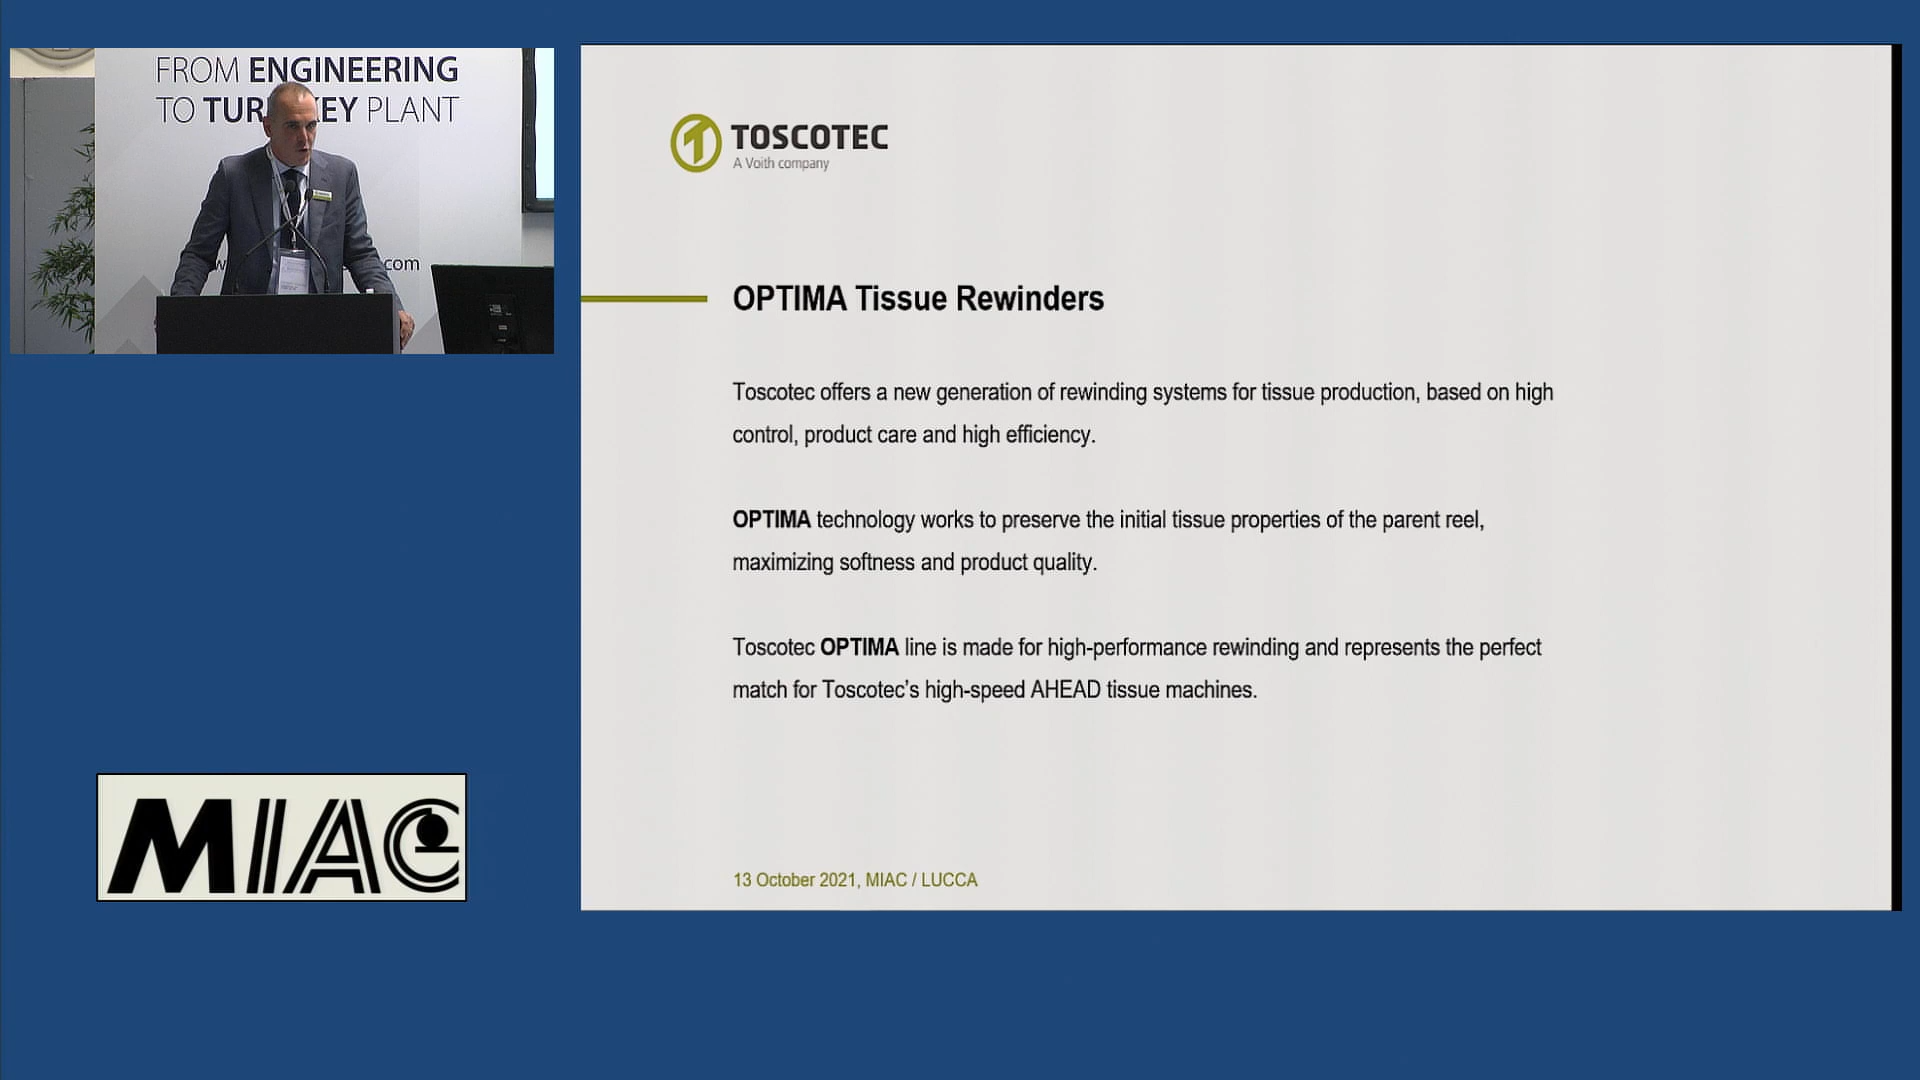 FROM ENGINEERING
PLANT
com
TOSCOTEC
A Voith company
OPTIMA Tissue Rewinders
Toscotec offers a new generation of rewinding systems for tissue production, based on high
control, product care and high efficiency.
OPTIMA technology works to preserve the initial tissue properties of the parent reel,
maximizing softness and product quality.
Toscotec OPTIMA line is made for high-performance rewinding and represents the perfect
match for Toscotec’s high-speed AHEAD tissue machines.
13 October 2021, MIAC / LUCCA
MIAC